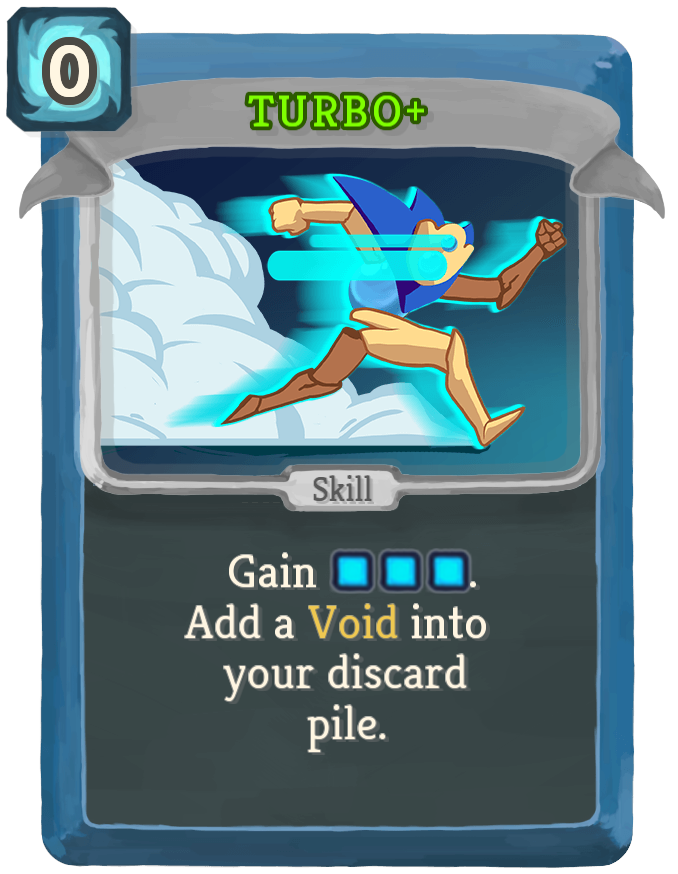 0
TURBO+
Skill
Gain .
Add a Void into
your discard
pile.